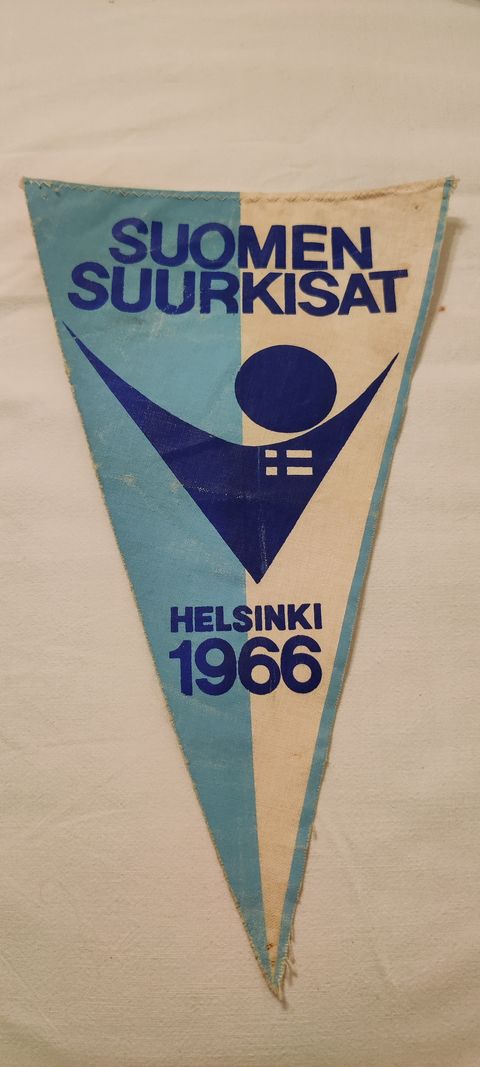 SUOMEN
SUURKISAT
HELSINKI
1966